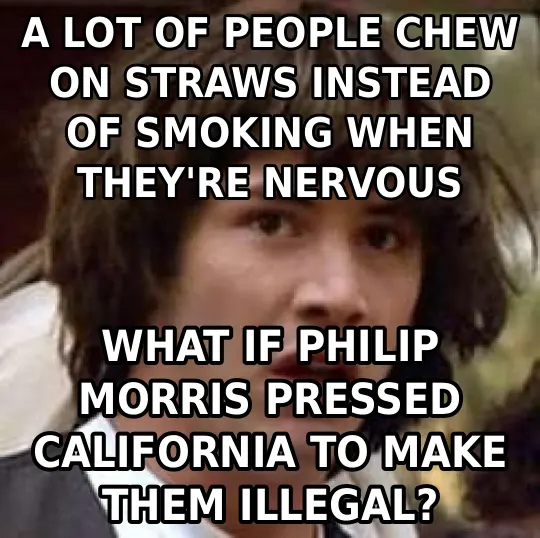 A LOT OF PEOPLE CHEW
ON STRAWS INSTEAD
OF SMOKING WHEN
THEY'RE NERVOUS
WHAT IF PHILIP
MORRIS PRESSED
CALIFORNIA TO MAKE
THEM ILLEGAL?